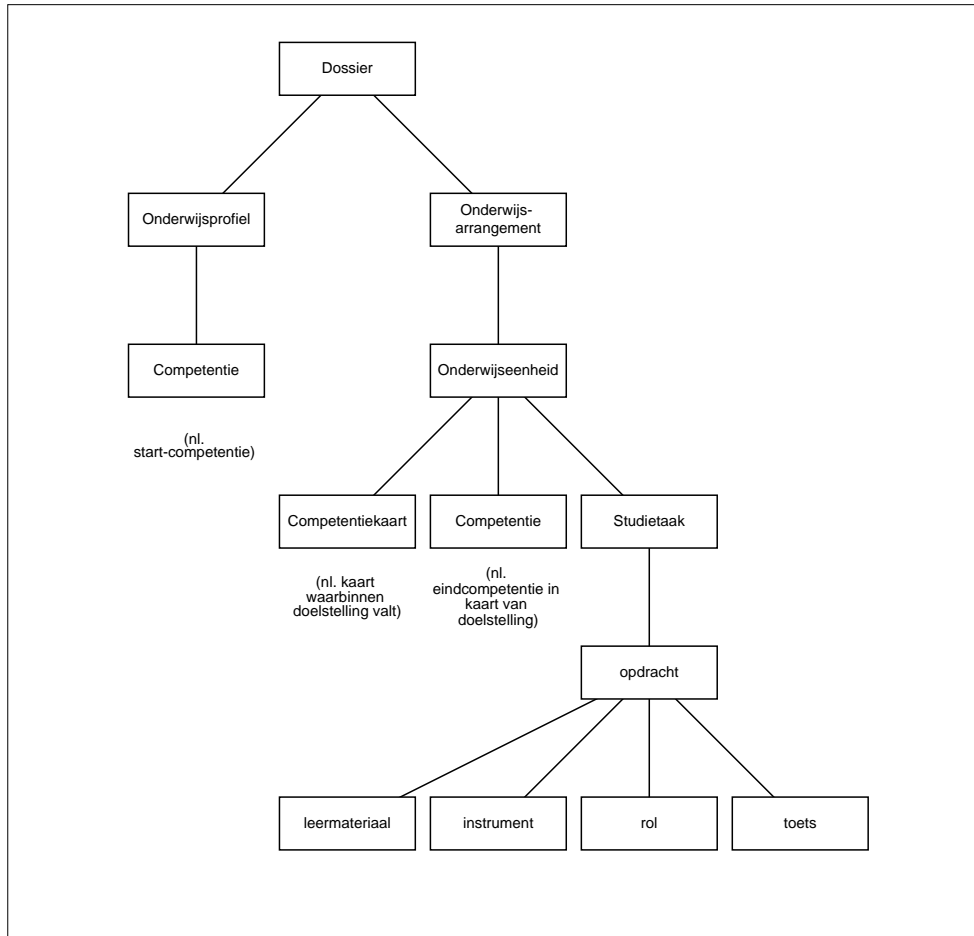 Dossier
Onderwijsprofiel
Onderwijs-
arrangement
Competentie
Onderwijseenheid
(nl.
start-competentie)
Competentiekaart
Competentie
Studietaak
(nl. kaart
waarbinnen
doelstelling valt)
(nl.
eindcompetentie in
kaart van
doelstelling)
opdracht
leermateriaal
instrument
rol
toets